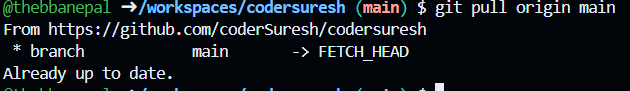 @thebbanepal ➜/workspaces/codersuresh (main) $ git pull origin main
From https://github.com/coderSuresh/codersuresh
 * branch            main       -> FETCH_HEAD
Already up to date.